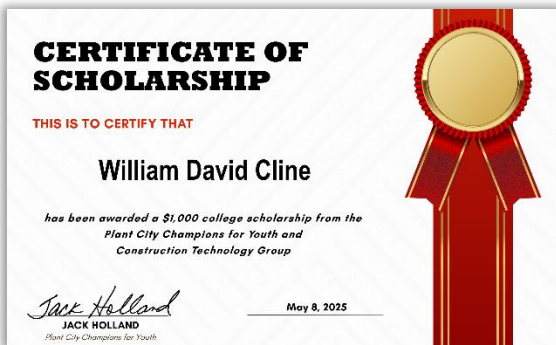 CERTIFICATE OF
SCHOLARSHIP
THIS IS TO CERTIFY THAT
William David Cline
has been awarded a $1,000 college scholarship from the
Plant City Champions for Youth and
Construction Technology Group
Jack Holland
May 8, 2025
JACK HOLLAND
Plant City Champions for Youth